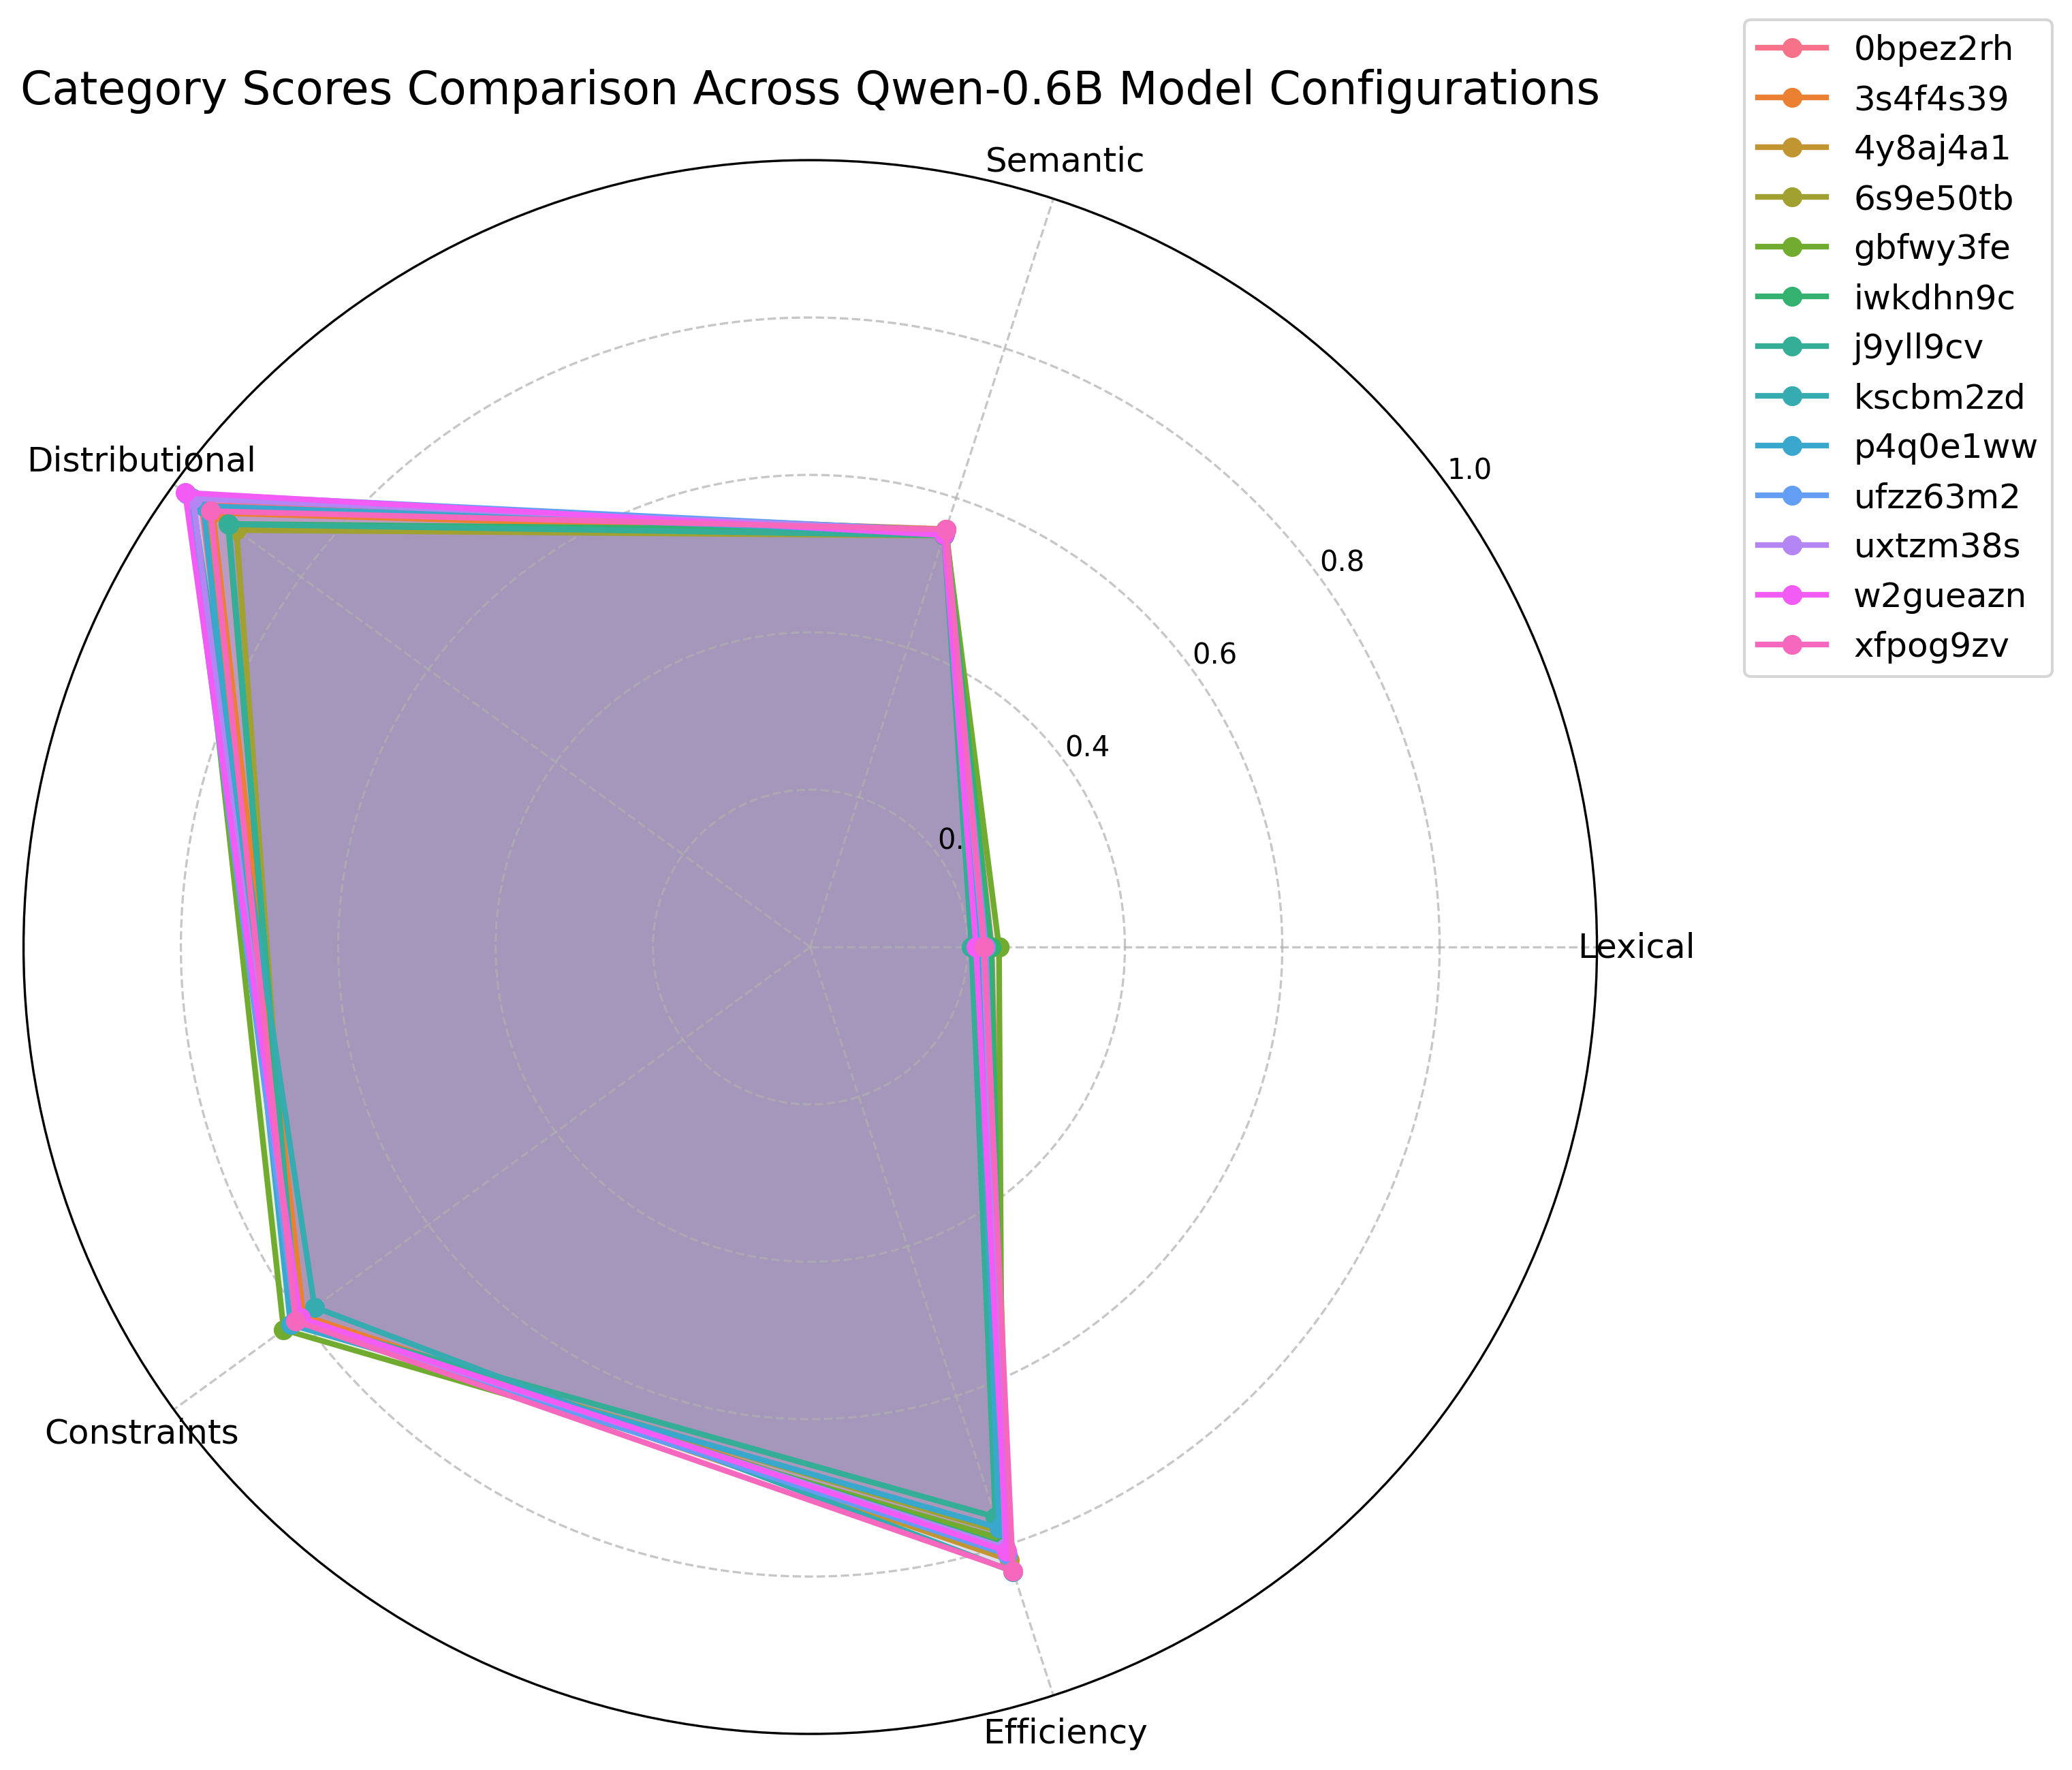 Category Scores Comparison Across Qwen-0.6B Model Configurations
Semantic
Distributional
Lexical
Constraints
Efficiency
1.0
0.8
0.6
0.4
0.
0bpez2rh
3s4f4s39
4y8aj4a1
6s9e50tb
gbfwy3fe
iwkdhn9c
j9yll9cv
kscbm2zd
p4q0e1ww
ufzz63m2
uxtzm38s
w2gueazn
xfpog9zv